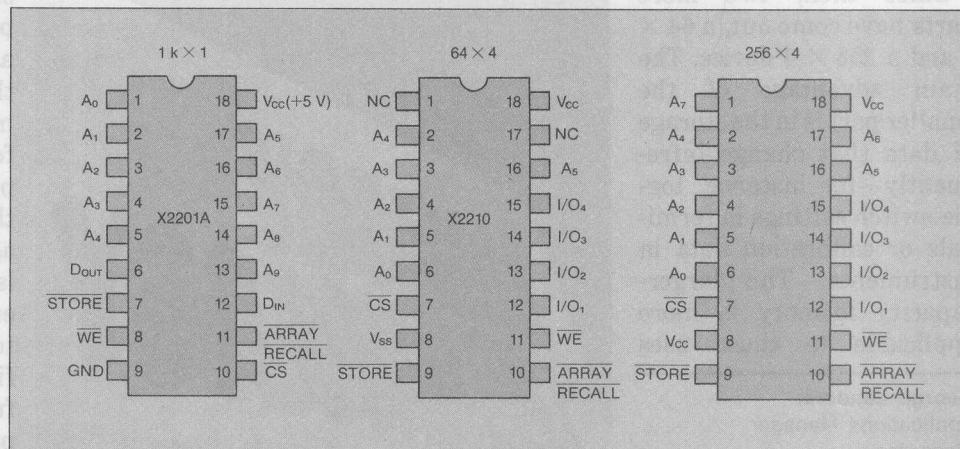 1 k × 1
A₀ 1 18 Vcc(+5 V)
A₁ 2 17 A₅
A₂ 3 16 A₆
A₃ 4 15 A₇
X2201A
A₄ 5 14 A₈
DOUT 6 13 A₉
STORE 7 12 DIN
WE 8 11 ARRAY
RECALL
GND 9 10 CS
64 × 4
NC 1 18 Vcc
A₄ 2 17 NC
A₃ 3 16 A₅
A₂ 4 15 I/O₄
X2210
A₁ 5 14 I/O₃
A₀ 6 13 I/O₂
CS 7 12 I/O₁
Vss 8 11 WE
STORE 9 10 ARRAY
RECALL
256 × 4
A₇ 1 18 Vcc
A₄ 2 17 A₆
A₃ 3 16 A₅
A₂ 4 15 I/O₄
A₁ 5 14 I/O₃
A₀ 6 13 I/O₂
CS 7 12 I/O₁
Vcc 8 11 WE
STORE 9 10 ARRAY
RECALL